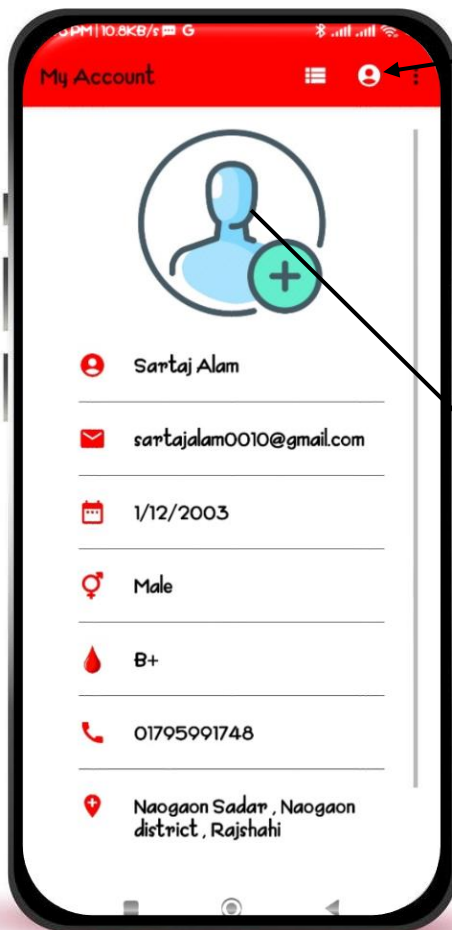 PM|10.8KB/s G
My Account
Sartaj Alam
sartajalam0010@gmail.com
1/12/2003
Male
B+
01795991748
Naogaon Sadar , Naogaon
district , Rajshahi